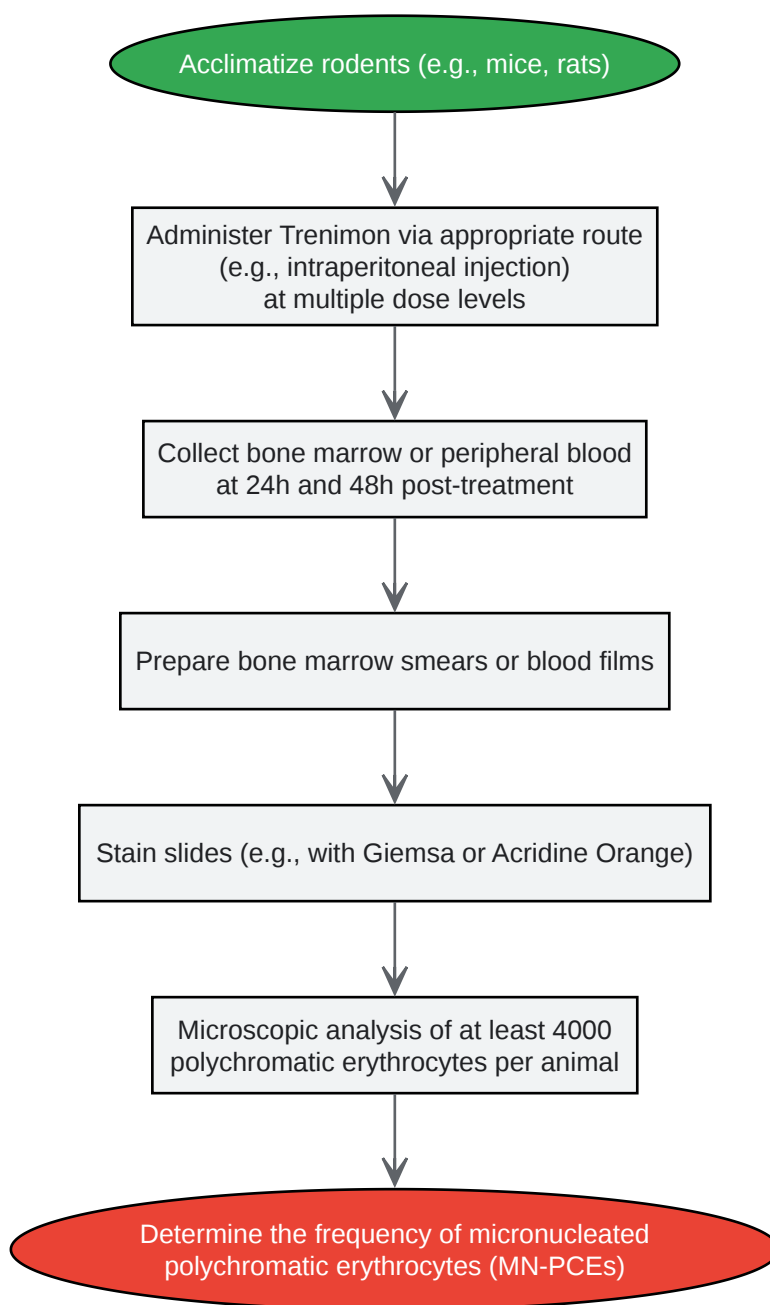 Acclimatize rodents (e.g., mice, rats)
Administer Trenimon via appropriate route
(e.g., intraperitoneal injection)
at multiple dose levels
Collect bone marrow or peripheral blood
at 24h and 48h post-treatment
Prepare bone marrow smears or blood films
Stain slides (e.g., with Giemsa or Acridine Orange)
Microscopic analysis of at least 4000
polychromatic erythrocytes per animal
Determine the frequency of micronucleated
polychromatic erythrocytes (MN-PCEs)